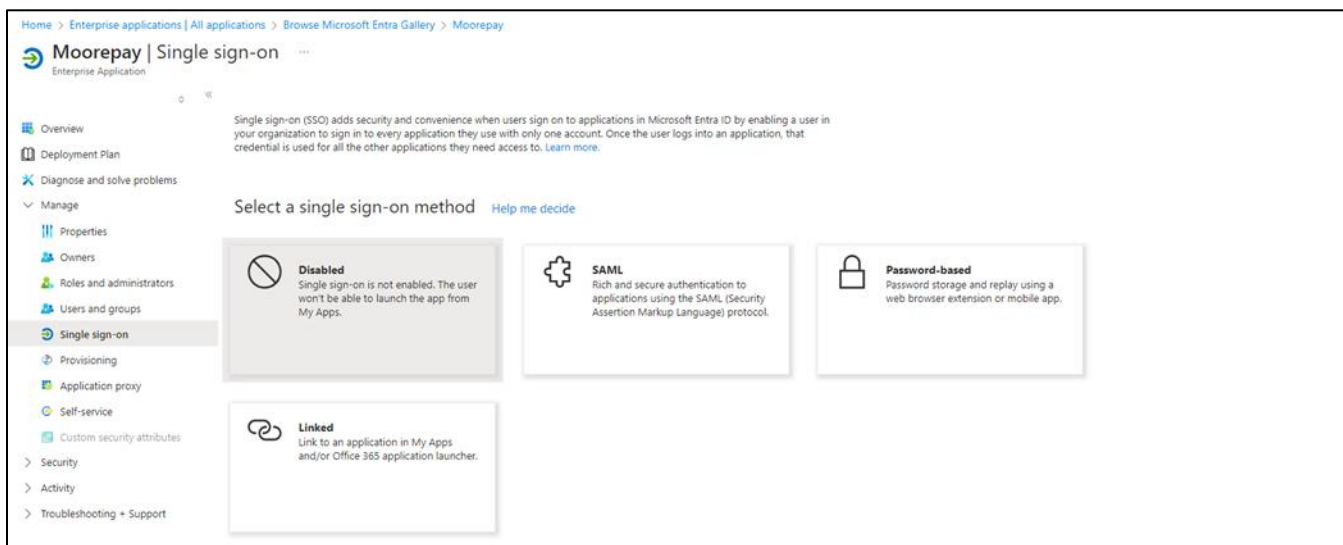 Home > Enterprise applications | All applications > Browse Microsoft Entra Gallery > Moorepay
Moorepay | Single sign-on ...
Enterprise Application
Overview
Deployment Plan
Diagnose and solve problems
Manage
Properties
Owners
Roles and administrators
Users and groups
Single sign-on
Provisioning
Application proxy
Self-service
Custom security attributes
Security
Activity
Troubleshooting + Support
Single sign-on (SSO) adds security and convenience when users sign on to applications in Microsoft Entra ID by enabling a user in
your organization to sign in to every application they use with only one account. Once the user logs into an application, that
credential is used for all the other applications they need access to. Learn more.
Select a single sign-on method Help me decide
Disabled
Single sign-on is not enabled. The user
won't be able to launch the app from
My Apps.
SAML
Rich and secure authentication to
applications using the SAML (Security
Assertion Markup Language) protocol.
Password-based
Password storage and replay using a
web browser extension or mobile app.
Linked
Link to an application in My Apps
and/or Office 365 application launcher.